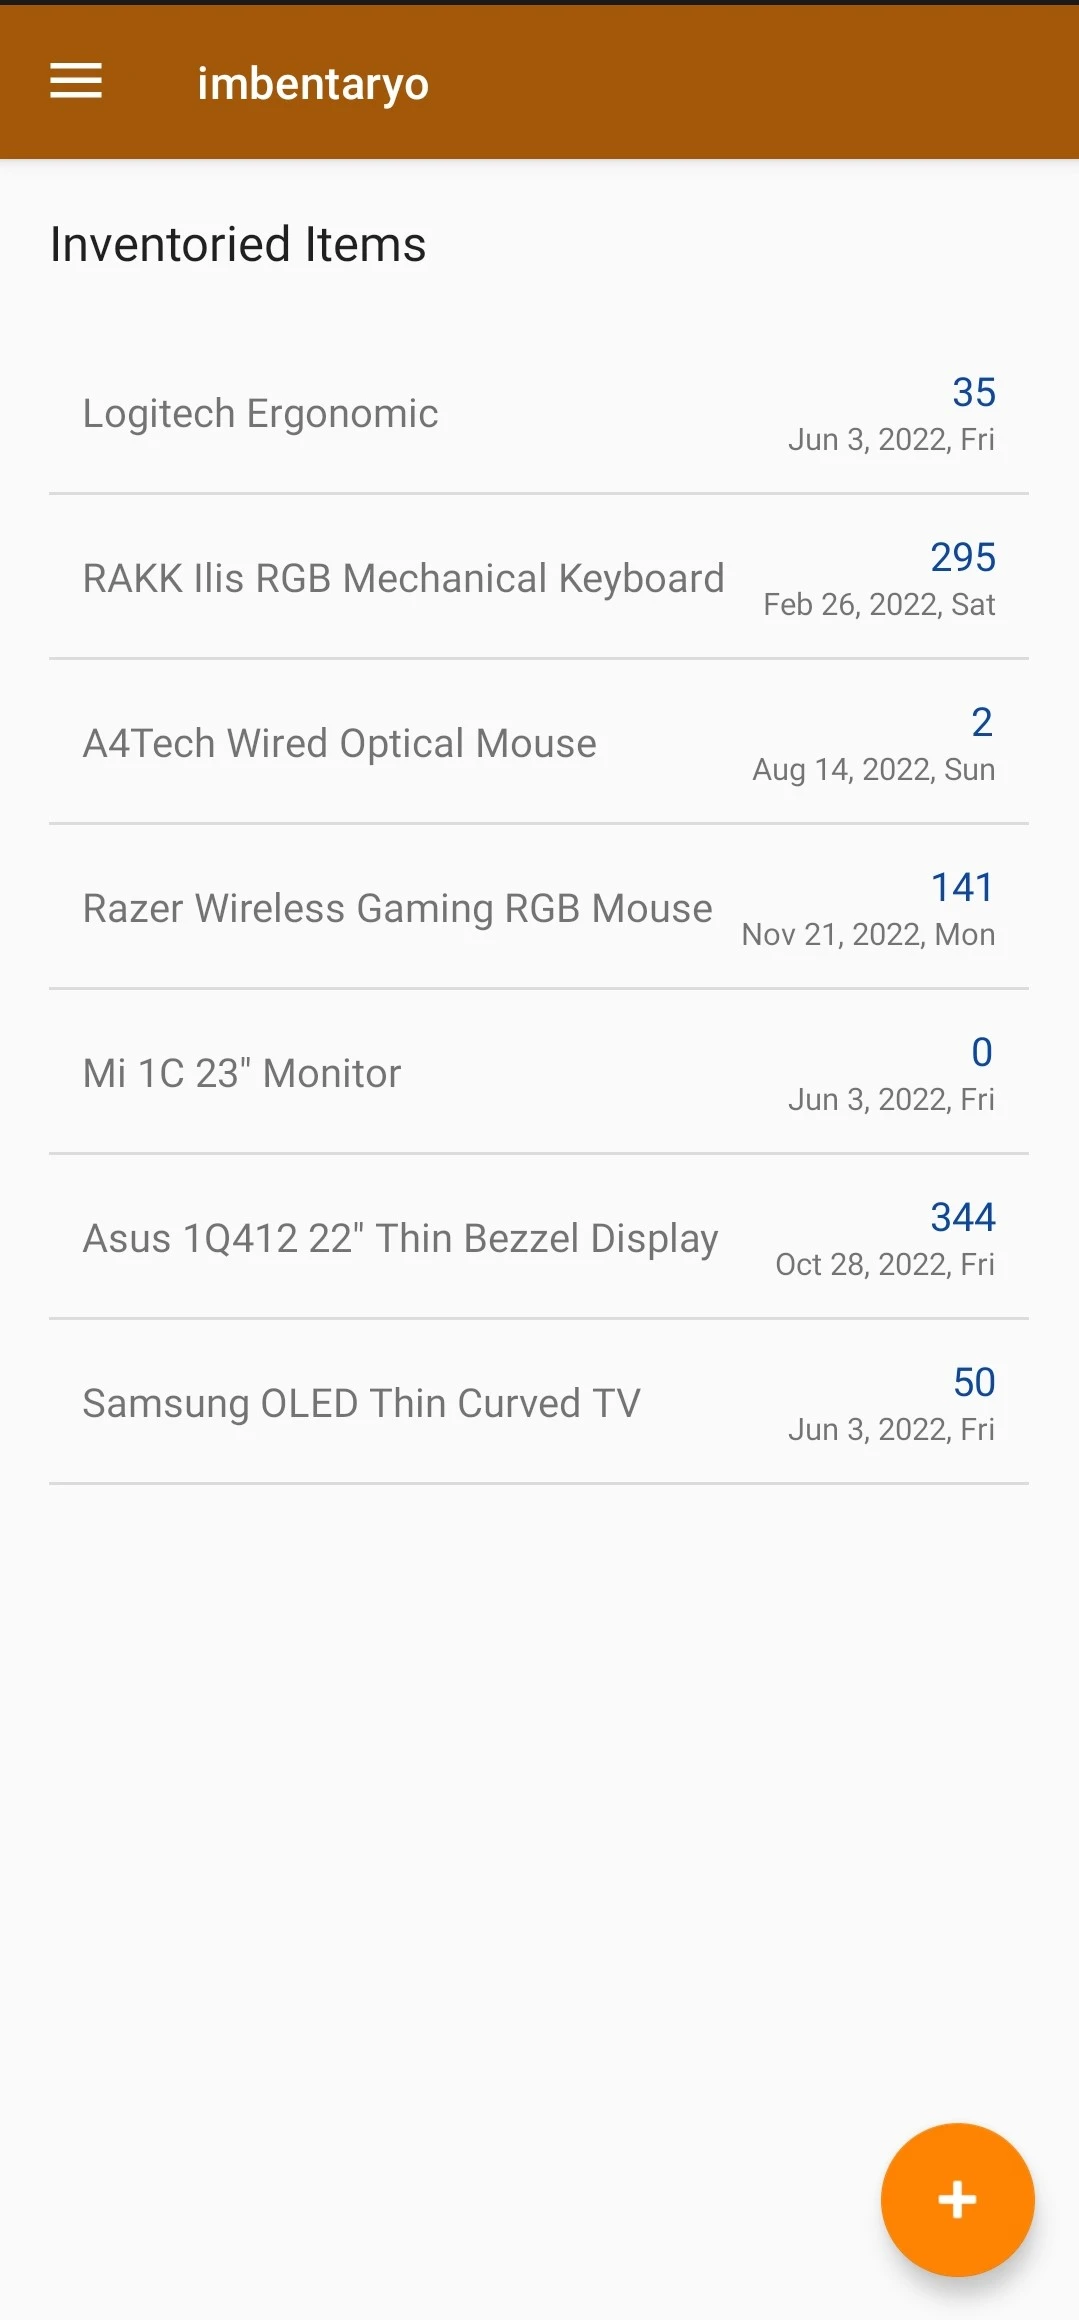 imbentaryo
Inventoried Items
Logitech Ergonomic
35
Jun 3, 2022, Fri
RAKK Ilis RGB Mechanical Keyboard
295
Feb 26, 2022, Sat
A4Tech Wired Optical Mouse
2
Aug 14, 2022, Sun
Razer Wireless Gaming RGB Mouse
141
Nov 21, 2022, Mon
Mi 1C 23" Monitor
0
Jun 3, 2022, Fri
Asus 1Q412 22" Thin Bezzel Display
344
Oct 28, 2022, Fri
Samsung OLED Thin Curved TV
50
Jun 3, 2022, Fri